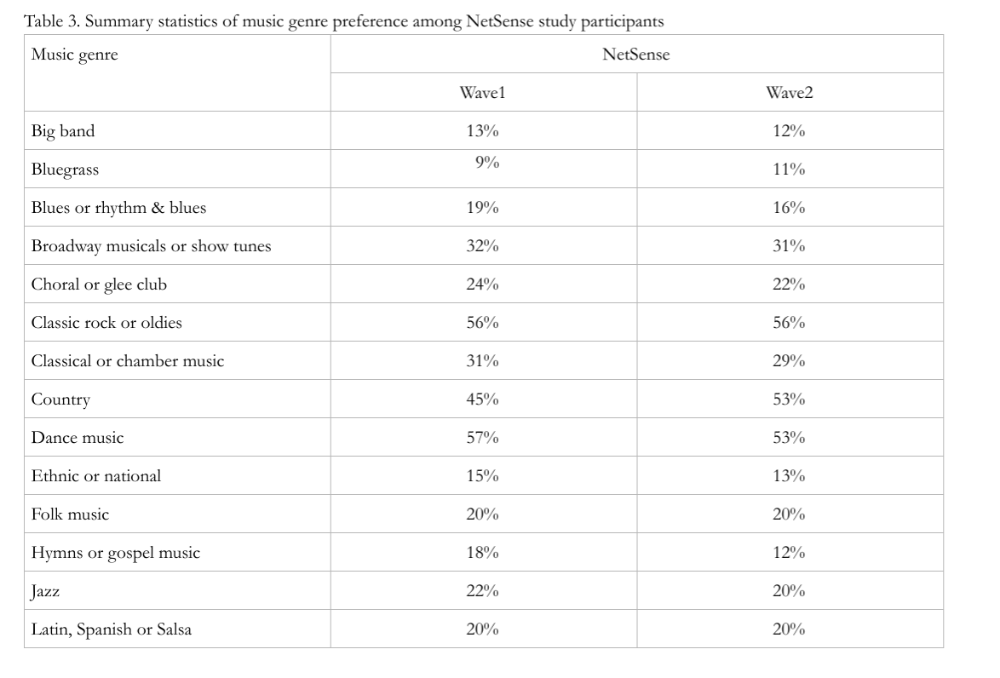 Table 3. Summary statistics of music genre preference among NetSense study participants
Music genre NetSense
Wave1 Wave2
Big band 13% 12%
Bluegrass 9% 11%
Blues or rhythm & blues 19% 16%
Broadway musicals or show tunes 32% 31%
Choral or glee club 24% 22%
Classic rock or oldies 56% 56%
Classical or chamber music 31% 29%
Country 45% 53%
Dance music 57% 53%
Ethnic or national 15% 13%
Folk music 20% 20%
Hymns or gospel music 18% 12%
Jazz 22% 20%
Latin, Spanish or Salsa 20% 20%